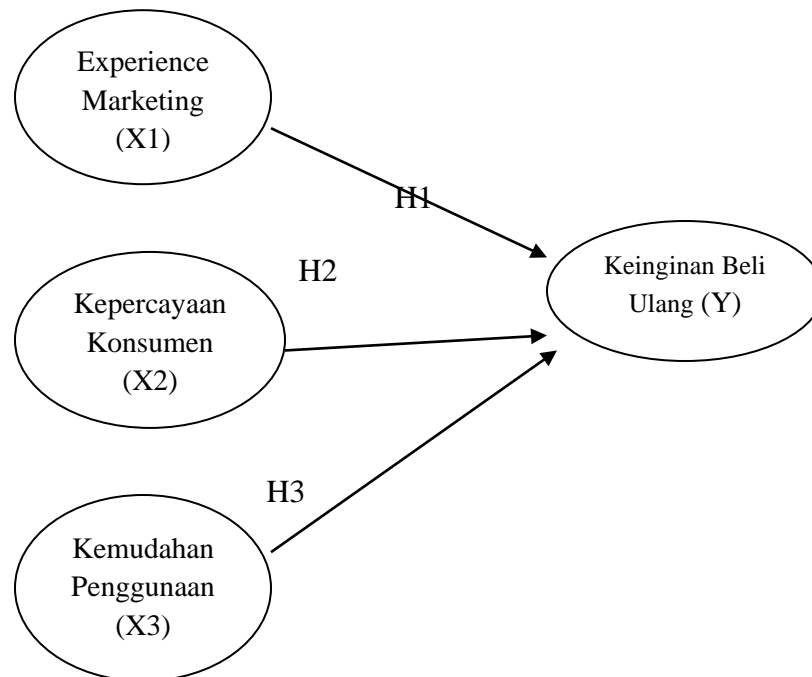 Experience
Marketing
(X1)
H1
Keinginan Beli
Ulang (Y)
H2
Kepercayaan
Konsumen
(X2)
H3
Kemudahan
Penggunaan
(X3)